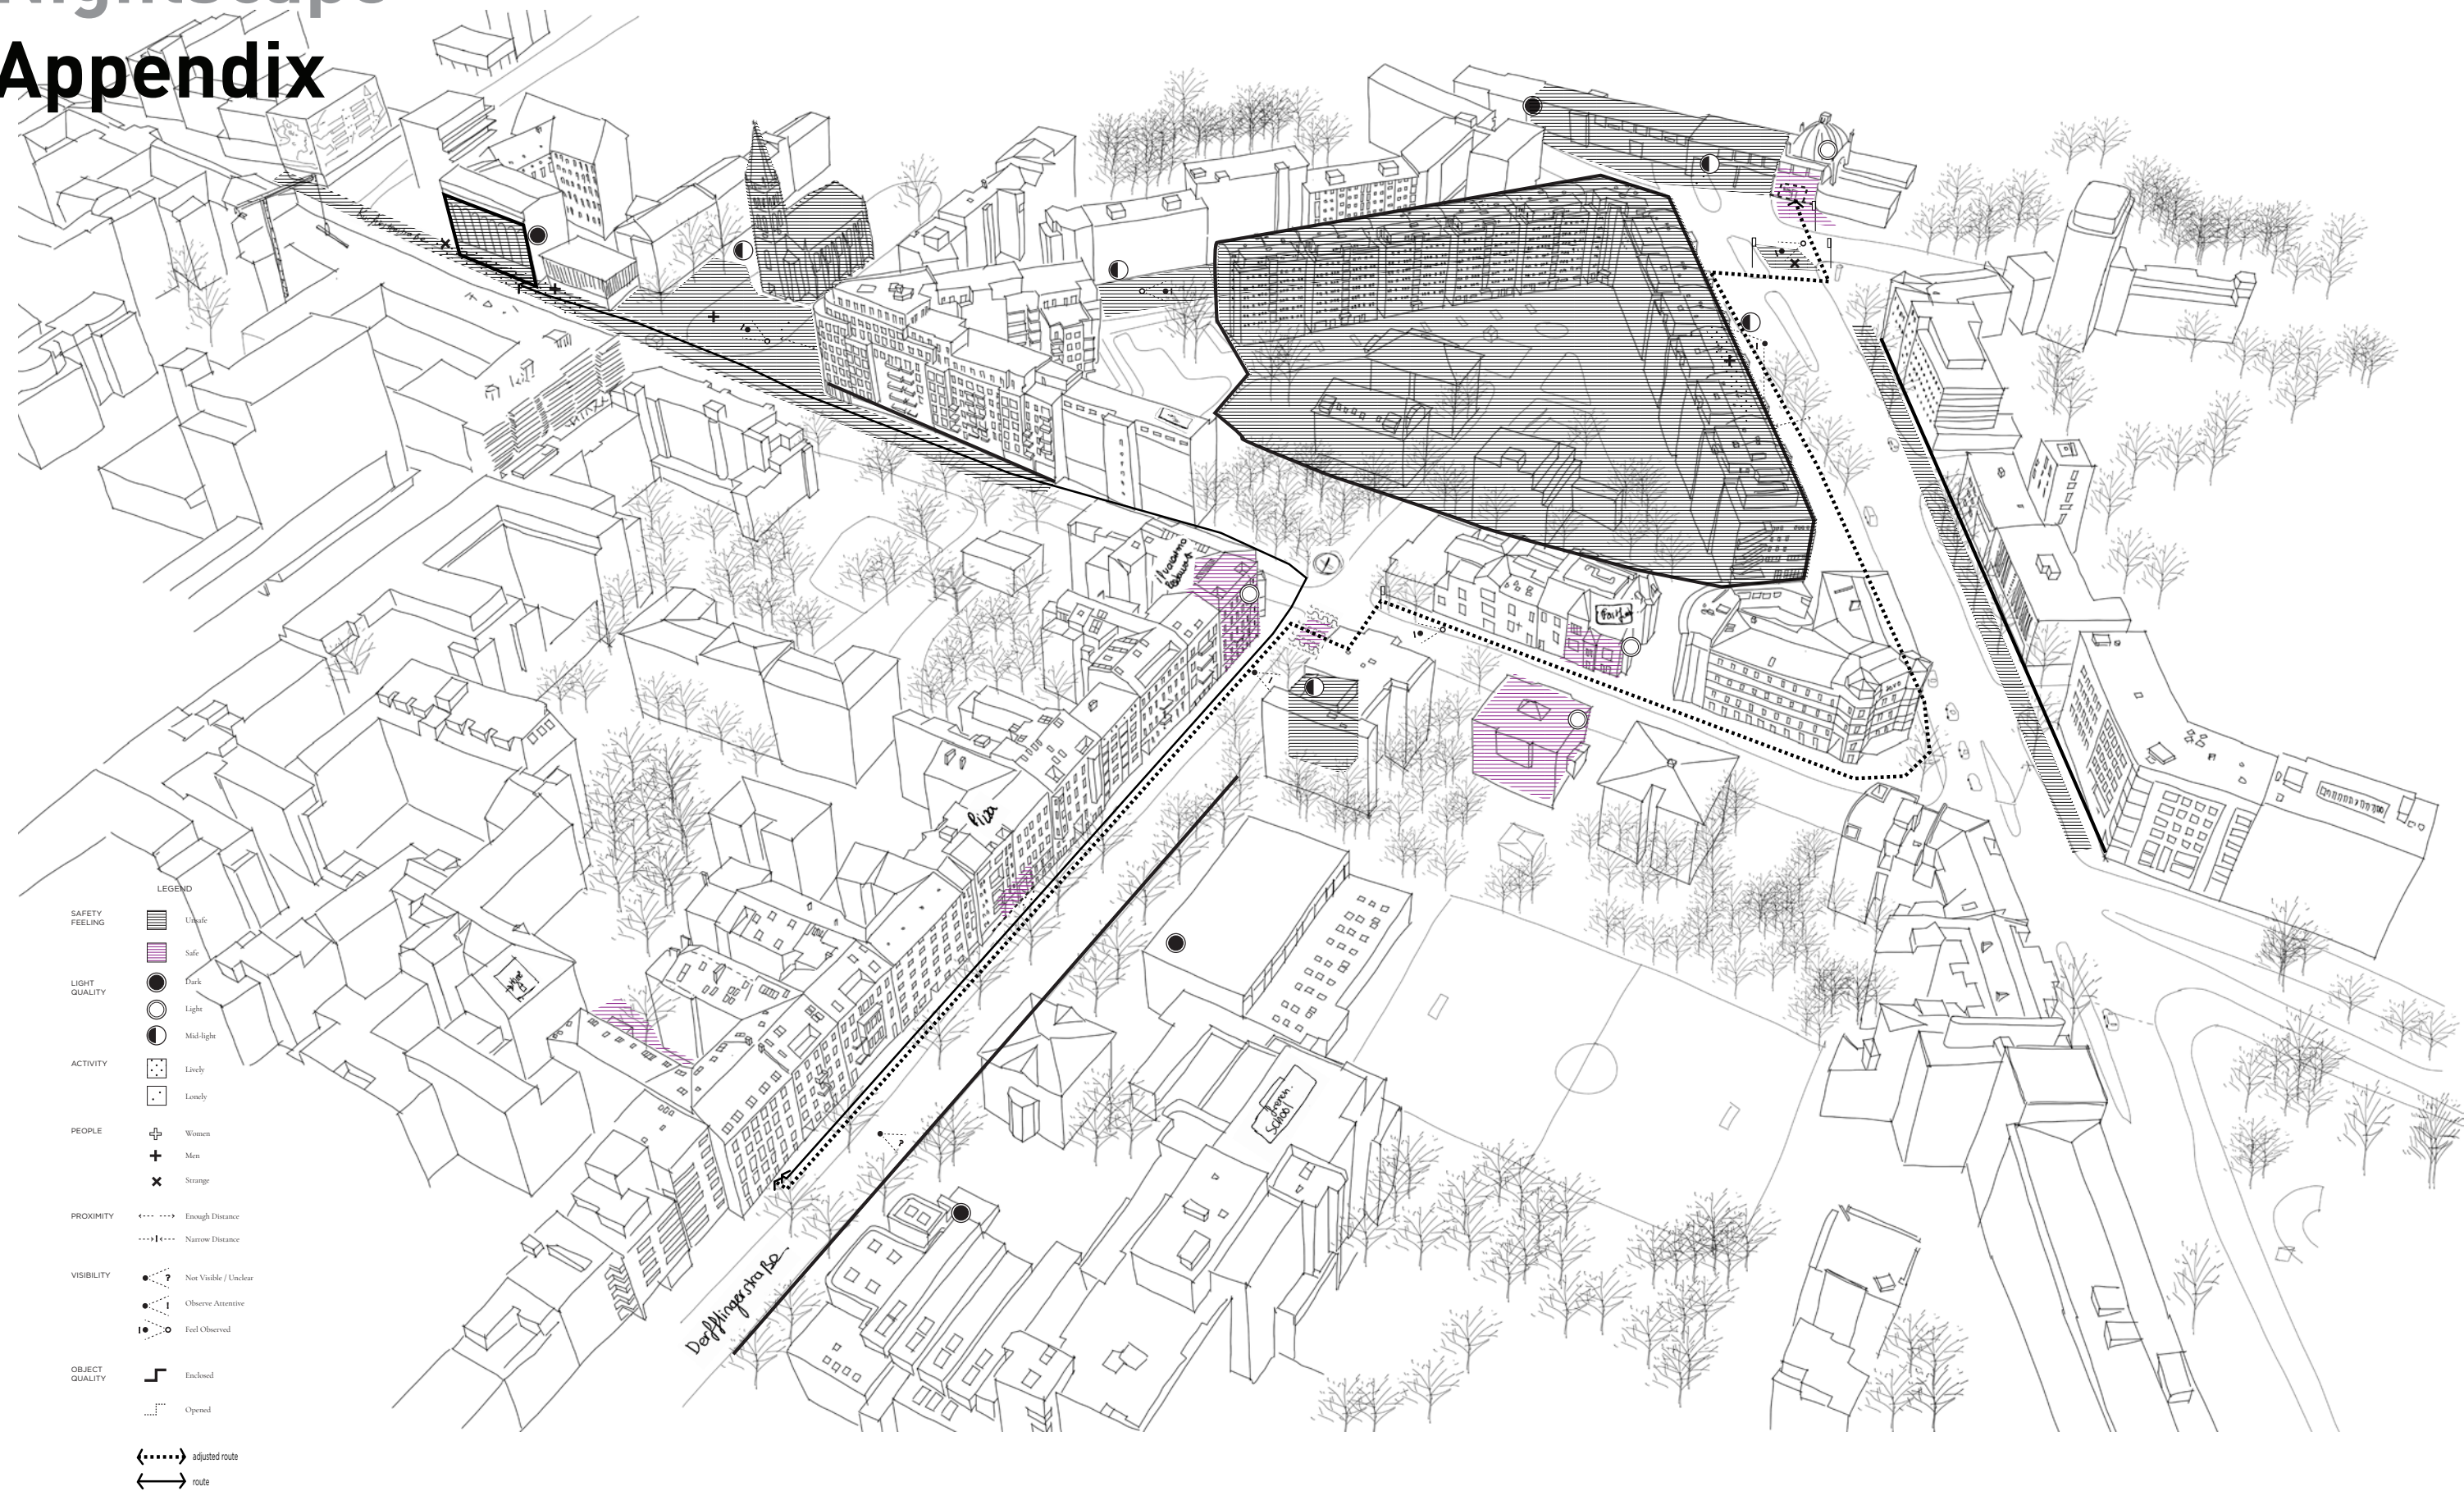 Nightscape
Appendix
Pizza
French
School
Derfflingerstraße
LEGEND
SAFETY
FEELING
Unsafe
Safe
LIGHT
QUALITY
Dark
Light
Mid-light
ACTIVITY
Lively
Lonely
PEOPLE
Women
Men
Strange
PROXIMITY
Enough Distance
Narrow Distance
VISIBILITY
Not Visible / Unclear
Observe Attentive
Feel Observed
OBJECT
QUALITY
Enclosed
Opened
adjusted route
route